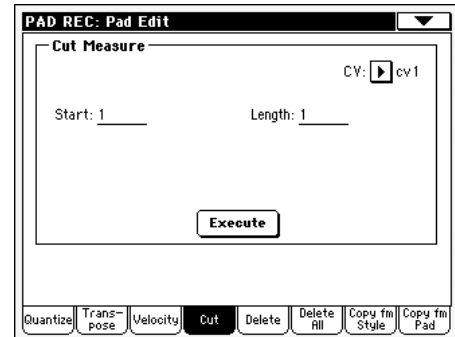 PAD REC: Pad Edit
Cut Measure
CV: cv1
Start: 1 Length: 1
Execute
Quantize Trans- pose Velocity Cut Delete Delete All Copy fm Style Copy fm Pad